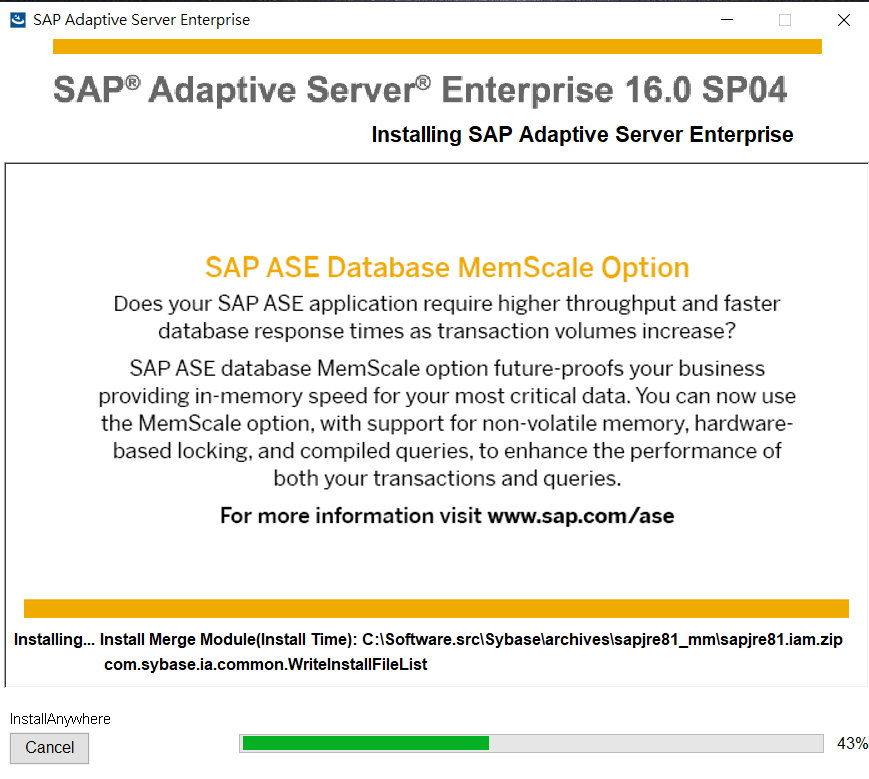 SAP Adaptive Server Enterprise
SAP® Adaptive Server® Enterprise 16.0 SP04
Installing SAP Adaptive Server Enterprise
SAP ASE Database MemScale Option
Does your SAP ASE application require higher throughput and faster
database response times as transaction volumes increase?
SAP ASE database MemScale option future-proofs your business
providing in-memory speed for your most critical data. You can now use
the MemScale option, with support for non-volatile memory, hardware-
based locking, and compiled queries, to enhance the performance of
both your transactions and queries.
For more information visit www.sap.com/ase
Installing... Install Merge Module(Install Time): C:\Software.src\Sybase\archives\sapjre81_mm\sapjre81.iam.zip
com.sybase.ia.common.WriteInstallFileList
InstallAnywhere
Cancel
43%